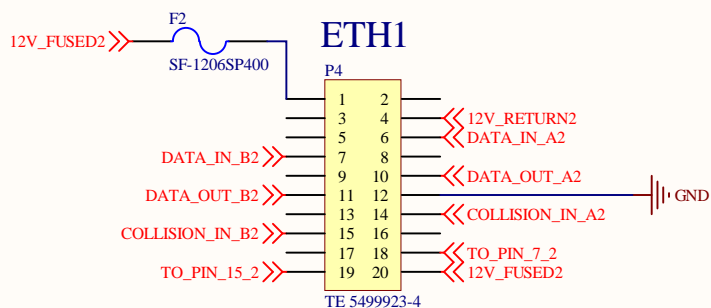 F2
12V_FUSED2
SF-1206SP400
ETH1
P4
1 2
3 4 12V_RETURN2
5 6 DATA_IN_A2
DATA_IN_B2 7 8
9 10 DATA_OUT_A2
DATA_OUT_B2 11 12 GND
13 14 COLLISION_IN_A2
COLLISION_IN_B2 15 16
17 18 TO_PIN_7_2
TO_PIN_15_2 19 20 12V_FUSED2
TE 5499923-4